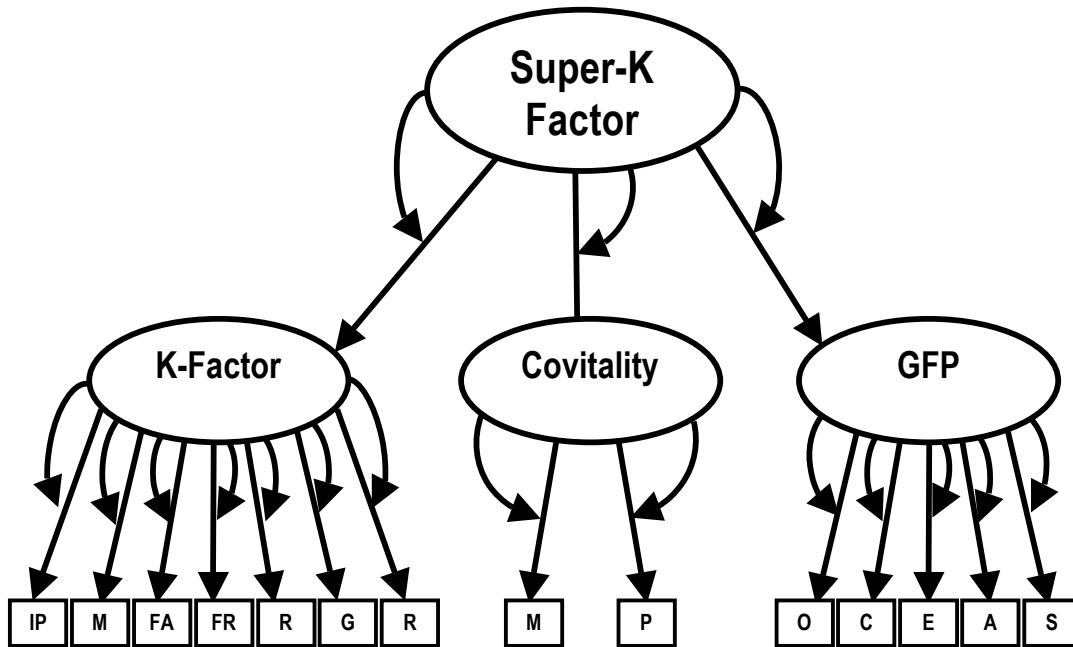 Super-K
Factor
K-Factor
Covitality
GFP
IP M FA FR R G R
M P
O C E A S